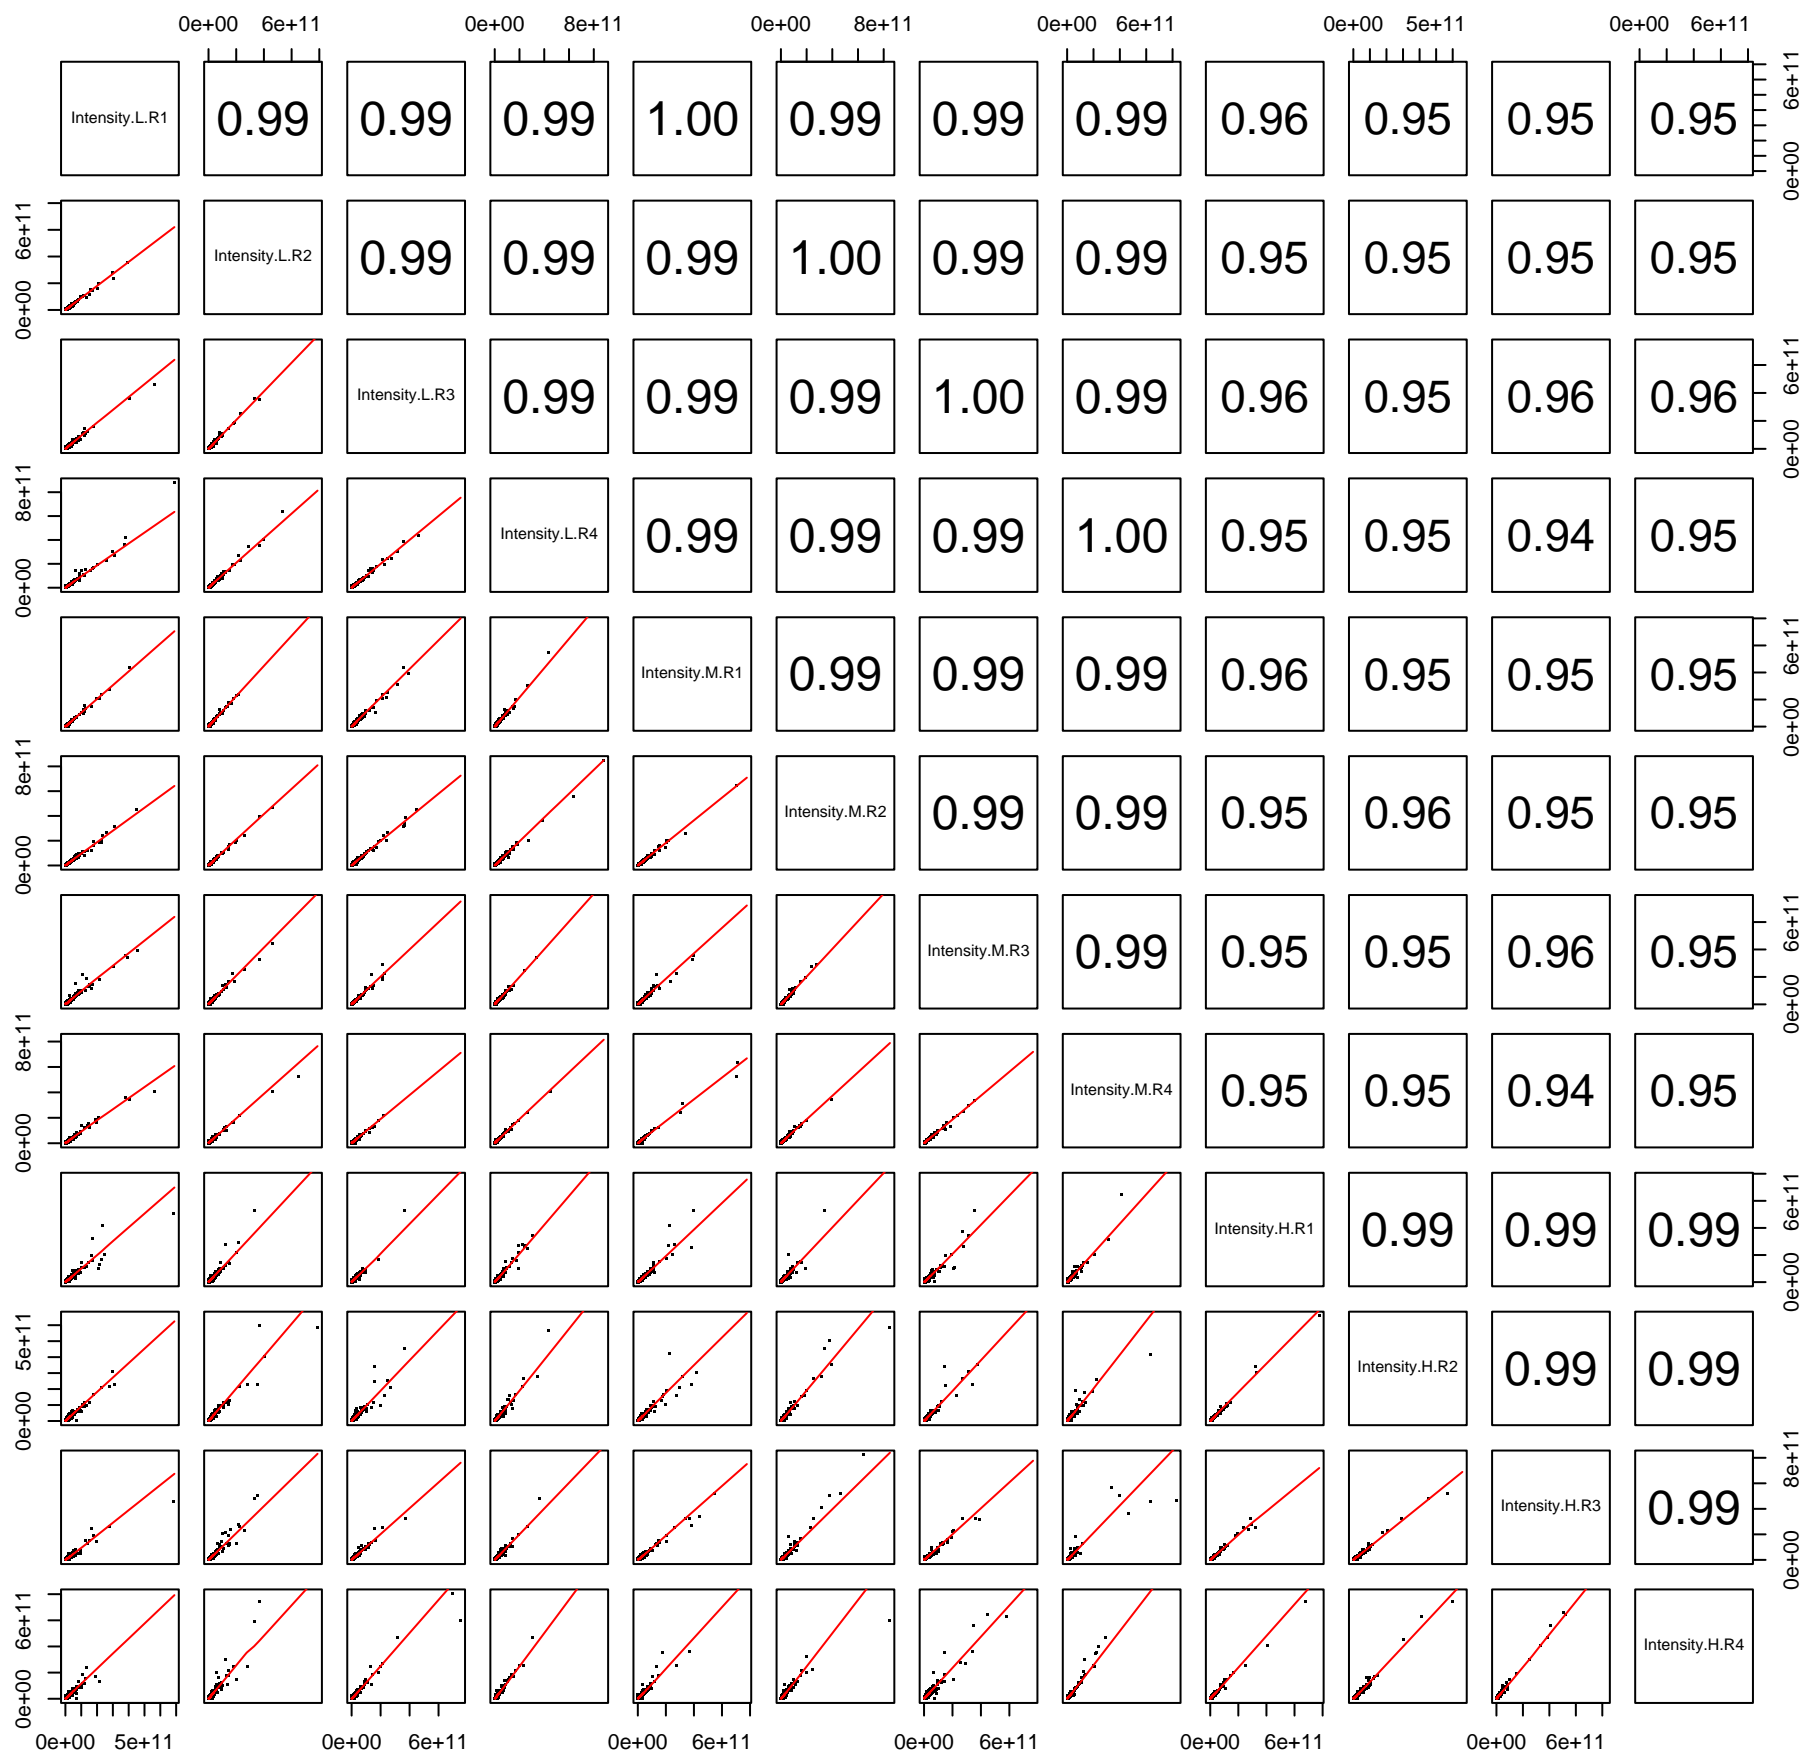 0e+00 6e+11 0e+00 8e+11 0e+00 8e+11 0e+00 6e+11 0e+00 5e+11 0e+00 6e+11
Intensity.L.R1 0.99 0.99 0.99 1.00 0.99 0.99 0.99 0.96 0.95 0.95 0.95 0e+00 6e+11
0e+00 6e+11 Intensity.L.R2 0.99 0.99 0.99 1.00 0.99 0.99 0.95 0.95 0.95 0.95
Intensity.L.R3 0.99 0.99 0.99 1.00 0.99 0.96 0.95 0.96 0.96 0e+00 6e+11
0e+00 8e+11 Intensity.L.R4 0.99 0.99 0.99 1.00 0.95 0.95 0.94 0.95
Intensity.M.R1 0.99 0.99 0.99 0.96 0.95 0.95 0.95 0e+00 6e+11
0e+00 8e+11 Intensity.M.R2 0.99 0.99 0.95 0.96 0.95 0.95
Intensity.M.R3 0.99 0.95 0.95 0.96 0.95 0e+00 6e+11
0e+00 8e+11 Intensity.M.R4 0.95 0.95 0.94 0.95
Intensity.H.R1 0.99 0.99 0.99 0e+00 6e+11
0e+00 5e+11 Intensity.H.R2 0.99 0.99
Intensity.H.R3 0.99 0e+00 8e+11
0e+00 6e+11 Intensity.H.R4
0e+00 5e+11 0e+00 6e+11 0e+00 6e+11 0e+00 6e+11 0e+00 6e+11 0e+00 6e+11